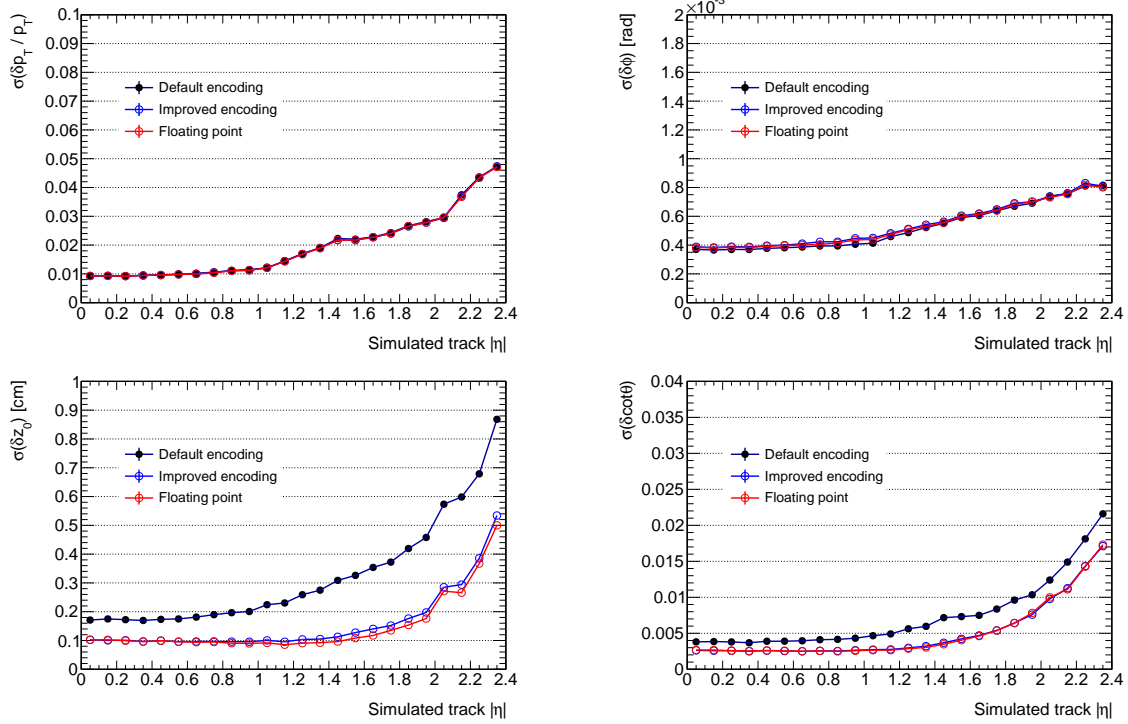 σ(δp_T / p_T)
0.1
0.09
0.08
0.07
0.06
0.05
0.04
0.03
0.02
0.01
0
Default encoding
Improved encoding
Floating point
0 0.2 0.4 0.6 0.8 1 1.2 1.4 1.6 1.8 2 2.2 2.4
Simulated track |η|
σ(δϕ) [rad]
2
1.8
1.6
1.4
1.2
1
0.8
0.6
0.4
0.2
0
Default encoding
Improved encoding
Floating point
0 0.2 0.4 0.6 0.8 1 1.2 1.4 1.6 1.8 2 2.2 2.4
Simulated track |η|
σ(δz_0) [cm]
1
0.9
0.8
0.7
0.6
0.5
0.4
0.3
0.2
0.1
0
Default encoding
Improved encoding
Floating point
0 0.2 0.4 0.6 0.8 1 1.2 1.4 1.6 1.8 2 2.2 2.4
Simulated track |η|
σ(δcotθ)
0.04
0.035
0.03
0.025
0.02
0.015
0.01
0.005
0
Default encoding
Improved encoding
Floating point
0 0.2 0.4 0.6 0.8 1 1.2 1.4 1.6 1.8 2 2.2 2.4
Simulated track |η|